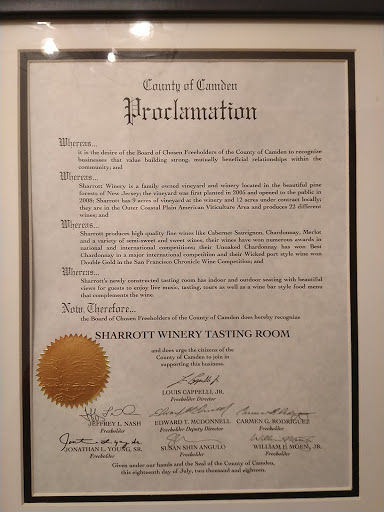 County of Camden
Proclamation
Whereas...
it is the desire of the Board of Chosen Freeholders of the County of Camden to recognize
businesses that value building strong, mutually beneficial relationships within the
community; and
Whereas...
Sharrott Winery is a family owned vineyard and winery located in the beautiful pine
forests of New Jersey; the vineyard was first planted in 2005 and opened to the public in
2008; Sharrott has 9 acres of vineyard at the winery and 12 acres under contract locally;
they are in the Outer Coastal Plain American Viticulture Area and produces 22 different
wines; and
Whereas...
Sharrott produces high quality fine wines like Cabernet Sauvignon, Chardonnay, Merlot
and a variety of semi-sweet and sweet wines; their wines have won numerous awards in
national and international competitions; their Unoaked Chardonnay has won Best
Chardonnay in a major international competition and their Wicked port style wine won
Double Gold in the San Francisco Chronicle Wine Competition; and
Whereas...
Sharrott's newly constructed tasting room has indoor and outdoor seating with beautiful
views for guests to enjoy live music, tasting, tours as well as a wine bar style food menu
that complements the wine
Now, Therefore...
the Board of Chosen Freeholders of the County of Camden does hereby recognize
SHARROTT WINERY TASTING ROOM
and does urge the citizens of the
County of Camden to join in
supporting this business.
LOUIS CAPPELLI, JR.
Freeholder Director
JEFFREY L. NASH EDWARD T. MCDONNELL CARMEN G. RODRIGUEZ
Freeholder Freeholder Deputy Director Freeholder
JONATHAN L. YOUNG, SR. SUSAN SHIN ANGULO WILLIAM F. MOEN, JR.
Freeholder Freeholder Freeholder
Given under our hands and the Seal of the County of Camden,
this eighteenth day of July, two thousand and eighteen.